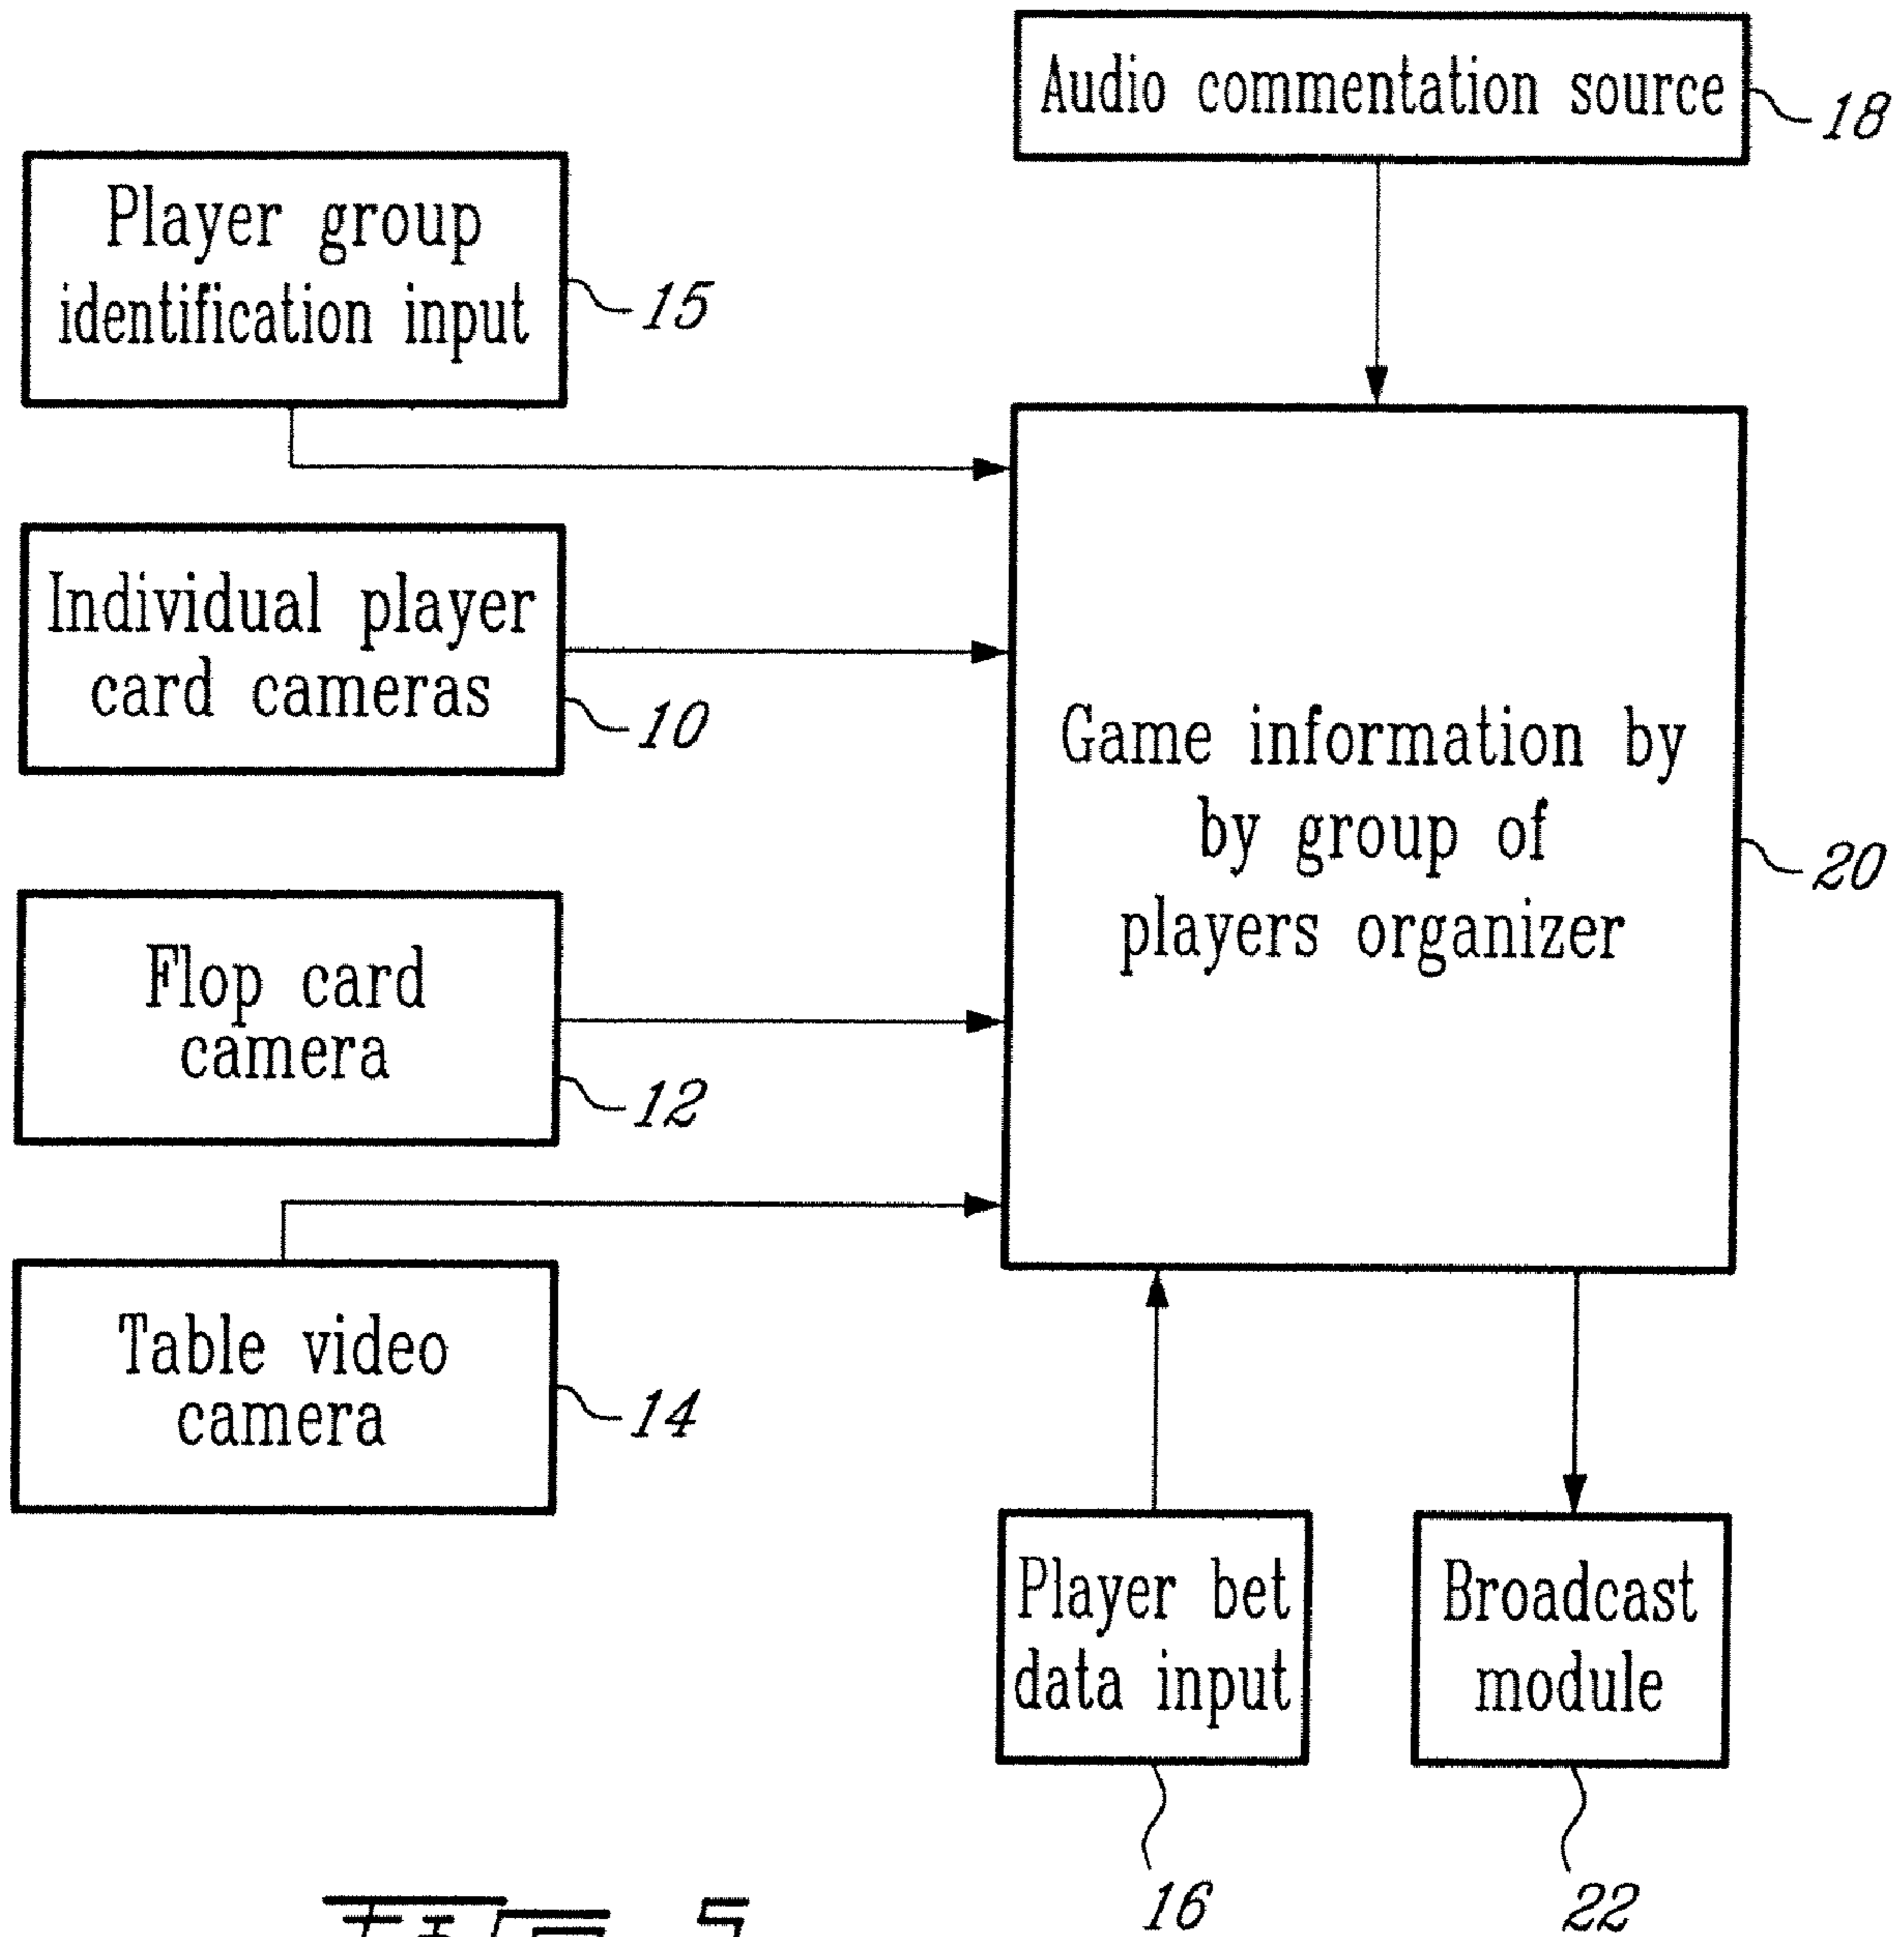 Audio commentation source
18
Player group
identification input
15
Individual player
card cameras
10
Game information by
by group of
players organizer
20
Flop card
camera
12
Table video
camera
14
Player bet
data input
16
Broadcast
module
22